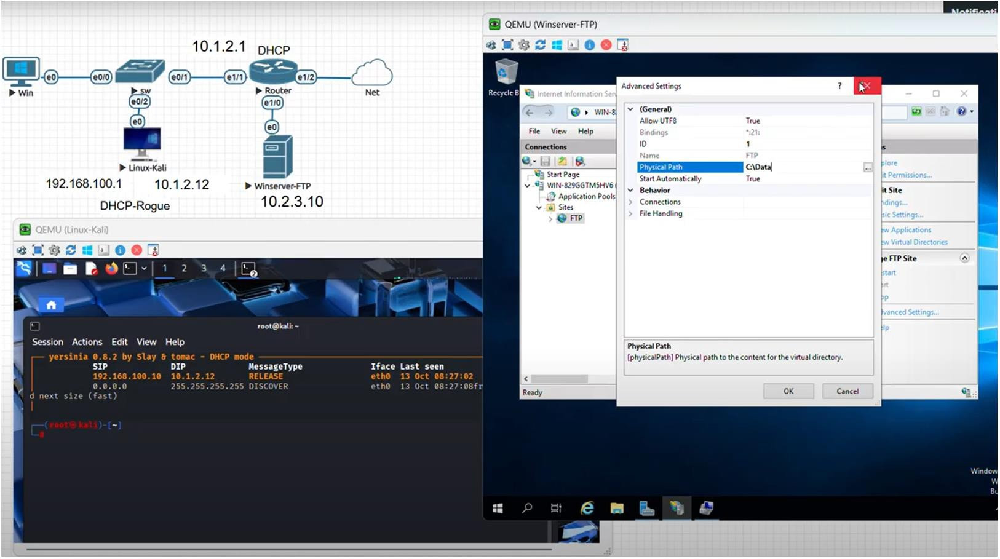 Notificati
10.1.2.1
DHCP
e0
e0/0
e0/1
e1/1
e1/2
Win
sw
Router
Net
e0/2
e1/0
e0
e0
Linux-Kali
192.168.100.1
10.1.2.12
Winserver-FTP
10.2.3.10
DHCP-Rogue
QEMU (Linux-Kali)
1 2 3 4
2
root@kali: ~
Session Actions Edit View Help
yersinia 0.8.2 by Slay & tomac - DHCP mode
SIP DIP MessageType Iface Last seen
192.168.100.10 10.1.2.12 RELEASE eth0 13 Oct 08:27:02
0.0.0.0 255.255.255.255 DISCOVER eth0 13 Oct 08:27:08fr
d next size (fast)
(root㉿kali)-[~]
#
QEMU (Winserver-FTP)
Recycle B
Internet Information Serv
WIN-8
File View Help
Connections
Start Page
WIN-829GGTM5HV6 (
Application Pools
Sites
FTP
Ready
Advanced Settings
?
(General)
Allow UTF8 True
Bindings *:21:
ID 1
Name FTP
Physical Path C:\Data
...
Start Automatically True
Behavior
Connections
File Handling
Physical Path
[physicalPath] Physical path to the content for the virtual directory.
OK Cancel
s
plore
it Permissions...
it Site
ndings...
sic Settings...
ew Applications
ew Virtual Directories
ge FTP Site
start
art
op
dvanced Settings...
elp
Window
W
Bu